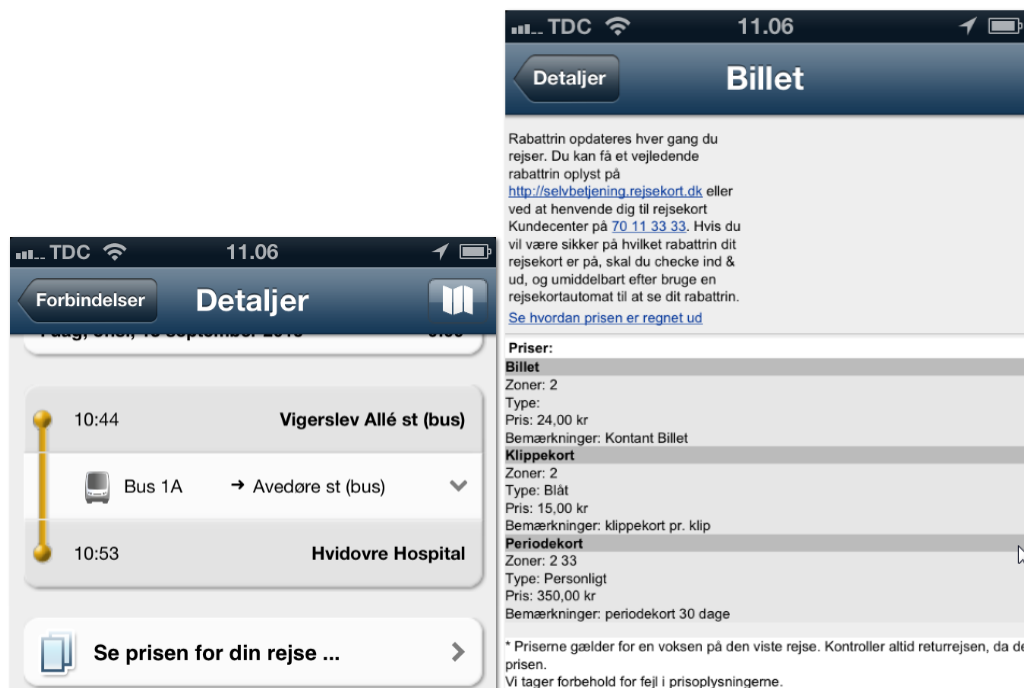 TDC 11.06
Forbindelser Detaljer
10:44 Vigerslev Allé st (bus)
Bus 1A → Avedøre st (bus)
10:53 Hvidovre Hospital
Se prisen for din rejse ...
TDC 11.06
Detaljer Billet
Rabattrin opdateres hver gang du
rejser. Du kan få et vejledende
rabattrin oplyst på
http://selvbetjening.rejsekort.dk eller
ved at henvende dig til rejsekort
Kundecenter på 70 11 33 33. Hvis du
vil være sikker på hvilket rabattrin dit
rejsekort er på, skal du checke ind &
ud, og umiddelbart efter bruge en
rejsekortautomat til at se dit rabattrin.
Se hvordan prisen er regnet ud
Priser:
Billet
Zoner: 2
Type:
Pris: 24,00 kr
Bemærkninger: Kontant Billet
Klippekort
Zoner: 2
Type: Blåt
Pris: 15,00 kr
Bemærkninger: klippekort pr. klip
Periodekort
Zoner: 2 33
Type: Personligt
Pris: 350,00 kr
Bemærkninger: periodekort 30 dage
* Priserne gælder for en voksen på den viste rejse. Kontroller altid returrejsen, da de
prisen.
Vi tager forbehold for fejl i prisoplysningerne.